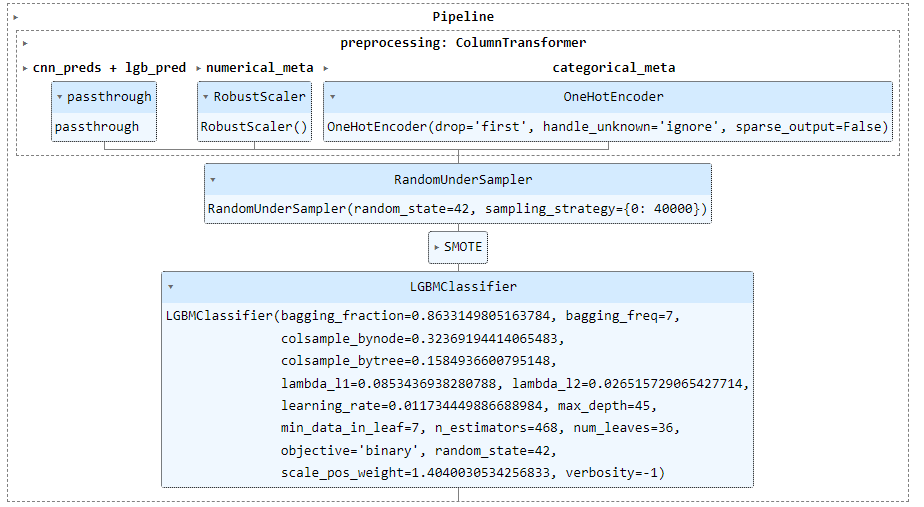 Pipeline
preprocessing: ColumnTransformer
cnn_preds + lgb_pred numerical_meta categorical_meta
passthrough RobustScaler OneHotEncoder
passthrough RobustScaler() OneHotEncoder(drop='first', handle_unknown='ignore', sparse_output=False)
RandomUnderSampler
RandomUnderSampler(random_state=42, sampling_strategy={0: 40000})
SMOTE
LGBMClassifier
LGBMClassifier(bagging_fraction=0.8633149805163784, bagging_freq=7,
colsample_bynode=0.32369194414065483,
colsample_bytree=0.1584936600795148,
lambda_l1=0.0853436938280788, lambda_l2=0.026515729065427714,
learning_rate=0.011734449886688984, max_depth=45,
min_data_in_leaf=7, n_estimators=468, num_leaves=36,
objective='binary', random_state=42,
scale_pos_weight=1.4040030534256833, verbosity=-1)